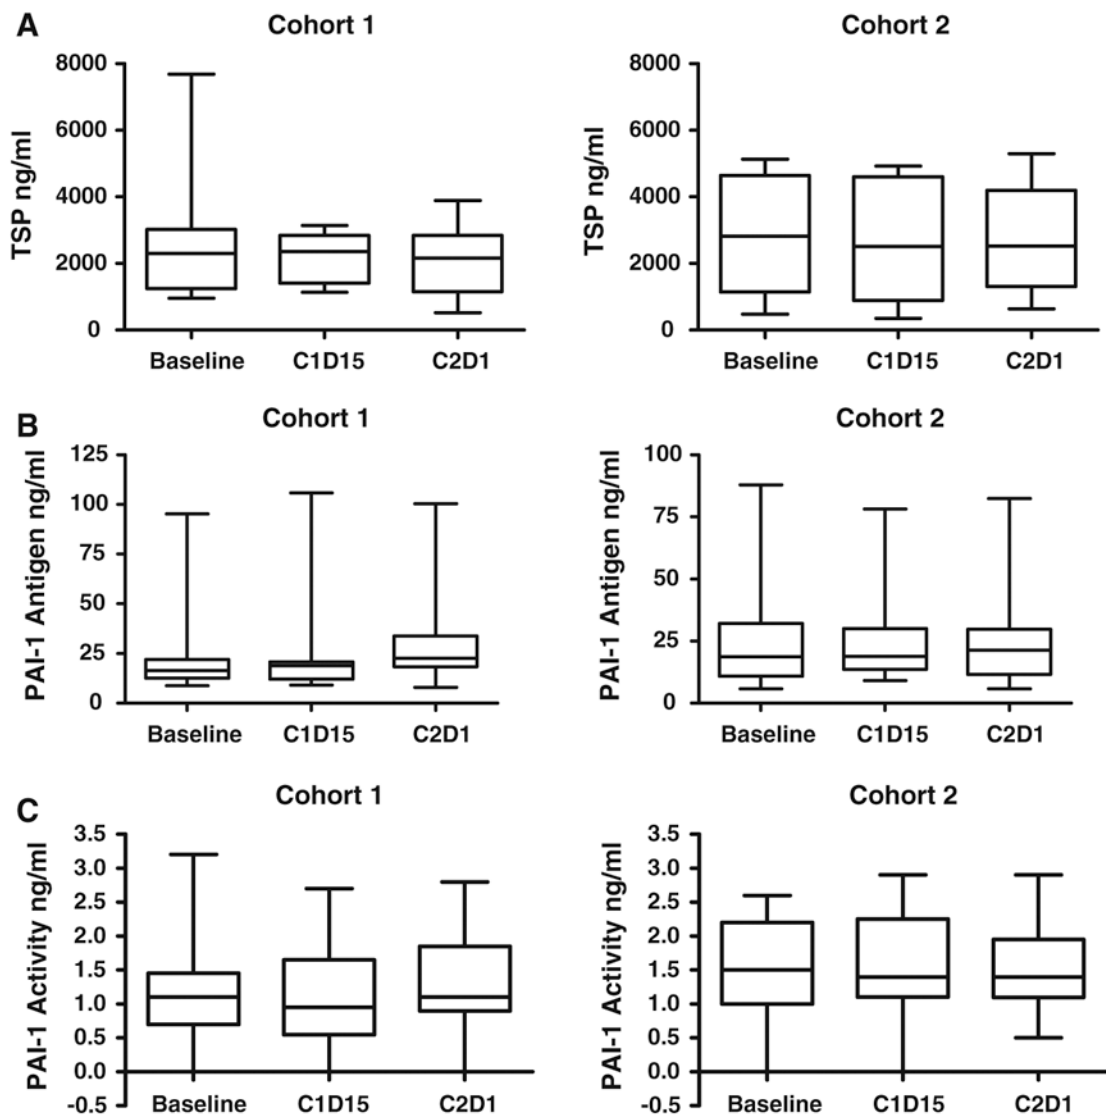 A
Cohort 1
Cohort 2
TSP ng/ml
8000
6000
4000
2000
0
Baseline C1D15 C2D1
TSP ng/ml
8000
6000
4000
2000
0
Baseline C1D15 C2D1
B
Cohort 1
Cohort 2
PAI-1 Antigen ng/ml
125
100
75
50
25
0
Baseline C1D15 C2D1
PAI-1 Antigen ng/ml
100
75
50
25
0
Baseline C1D15 C2D1
C
Cohort 1
Cohort 2
PAI-1 Activity ng/ml
3.5
3.0
2.5
2.0
1.5
1.0
0.5
0.0
-0.5
Baseline C1D15 C2D1
PAI-1 Activity ng/ml
3.5
3.0
2.5
2.0
1.5
1.0
0.5
0.0
-0.5
Baseline C1D15 C2D1